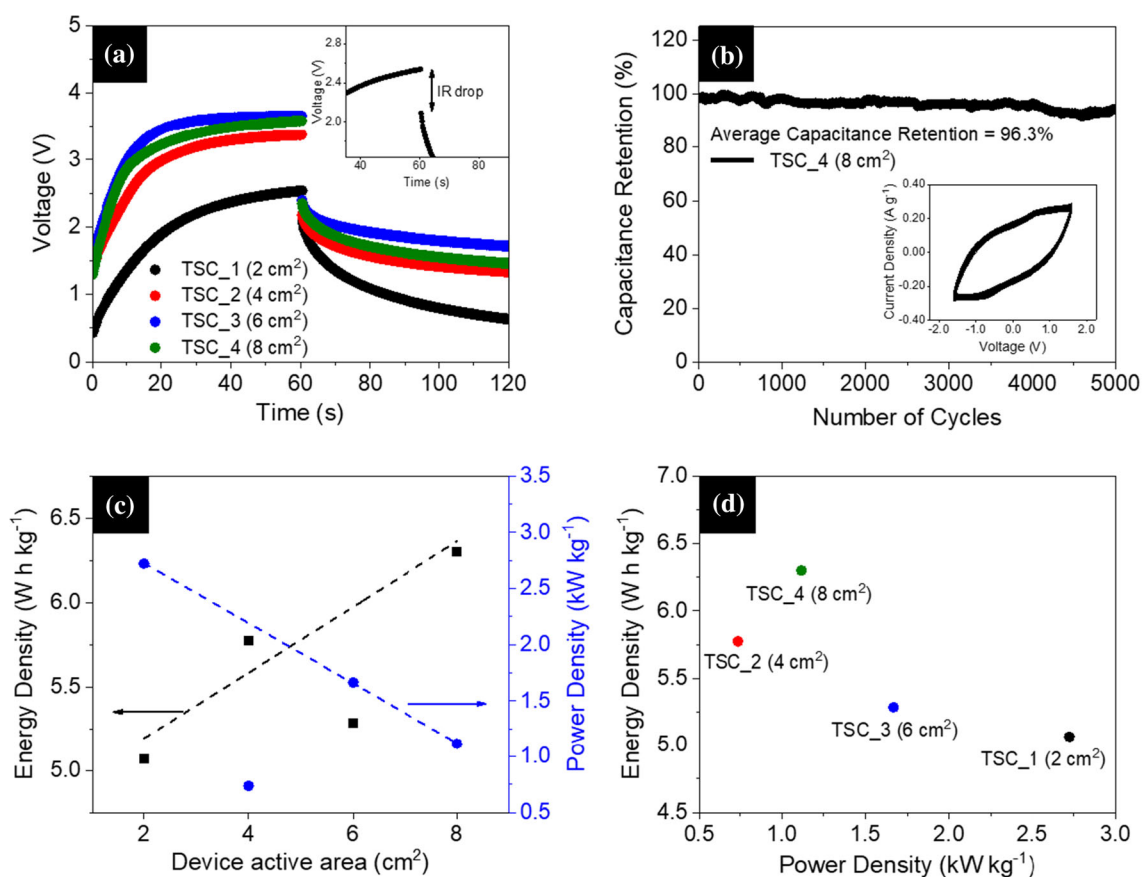 (a)
5
4
3
2
1
0
Voltage (V)
0 20 40 60 80 100 120
Time (s)
TSC_1 (2 cm²)
TSC_2 (4 cm²)
TSC_3 (6 cm²)
TSC_4 (8 cm²)
2.8
2.4
2.0
Voltage (V)
IR drop
40 60 80
Time (s)
(b)
120
100
80
60
40
20
0
Capacitance Retention (%)
Average Capacitance Retention = 96.3%
TSC_4 (8 cm²)
0.40
0.20
0.00
-0.20
-0.40
Current Density (A g⁻¹)
-2.0 -1.0 0.0 1.0 2.0
Voltage (V)
0 1000 2000 3000 4000 5000
Number of Cycles
(c)
6.5
6.0
5.5
5.0
Energy Density (W h kg⁻¹)
3.5
3.0
2.5
2.0
1.5
1.0
0.5
Power Density (kW kg⁻¹)
2 4 6 8
Device active area (cm²)
(d)
7.0
6.5
6.0
5.5
5.0
4.5
Energy Density (W h kg⁻¹)
TSC_4 (8 cm²)
TSC_2 (4 cm²)
TSC_3 (6 cm²)
TSC_1 (2 cm²)
0.5 1.0 1.5 2.0 2.5 3.0
Power Density (kW kg⁻¹)